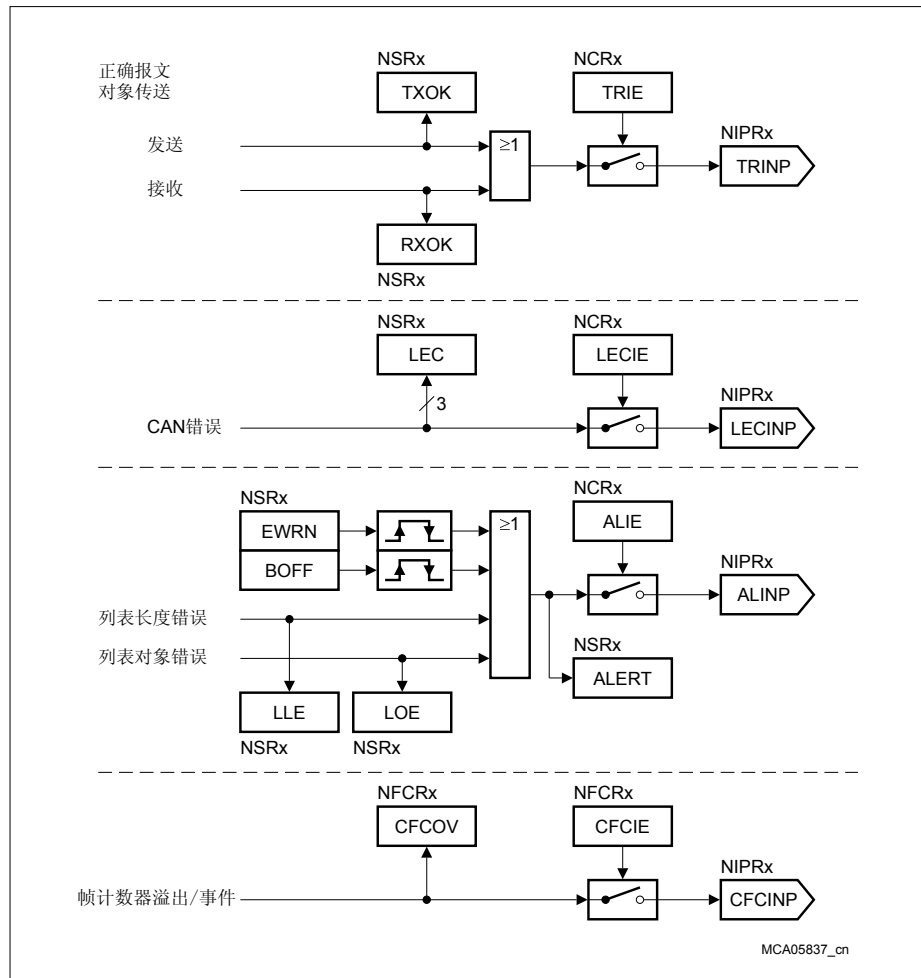 正确报文
对象传送
NSRx
TXOK
NCRx
TRIE
发送
≥1
NIPRx
TRINP
接收
RXOK
NSRx
NSRx
LEC
3
NCRx
LECIE
CAN错误
NIPRx
LECINP
NSRx
EWRN
BOFF
≥1
NCRx
ALIE
NIPRx
ALINP
列表长度错误
列表对象错误
NSRx
ALERT
LLE
NSRx
LOE
NSRx
NFCRx
CFCOV
NFCRx
CFCIE
帧计数器溢出/事件
NIPRx
CFCINP
MCA05837_cn